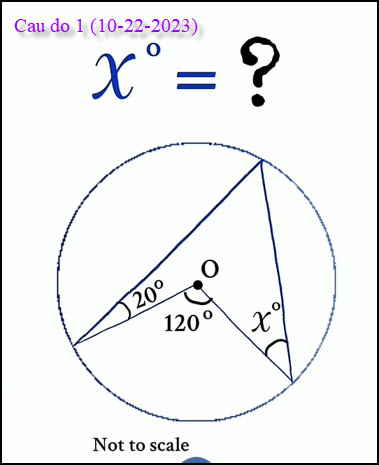 Cau do 1 (10-22-2023)
x° = ?
O
20°
120°
x°
Not to scale